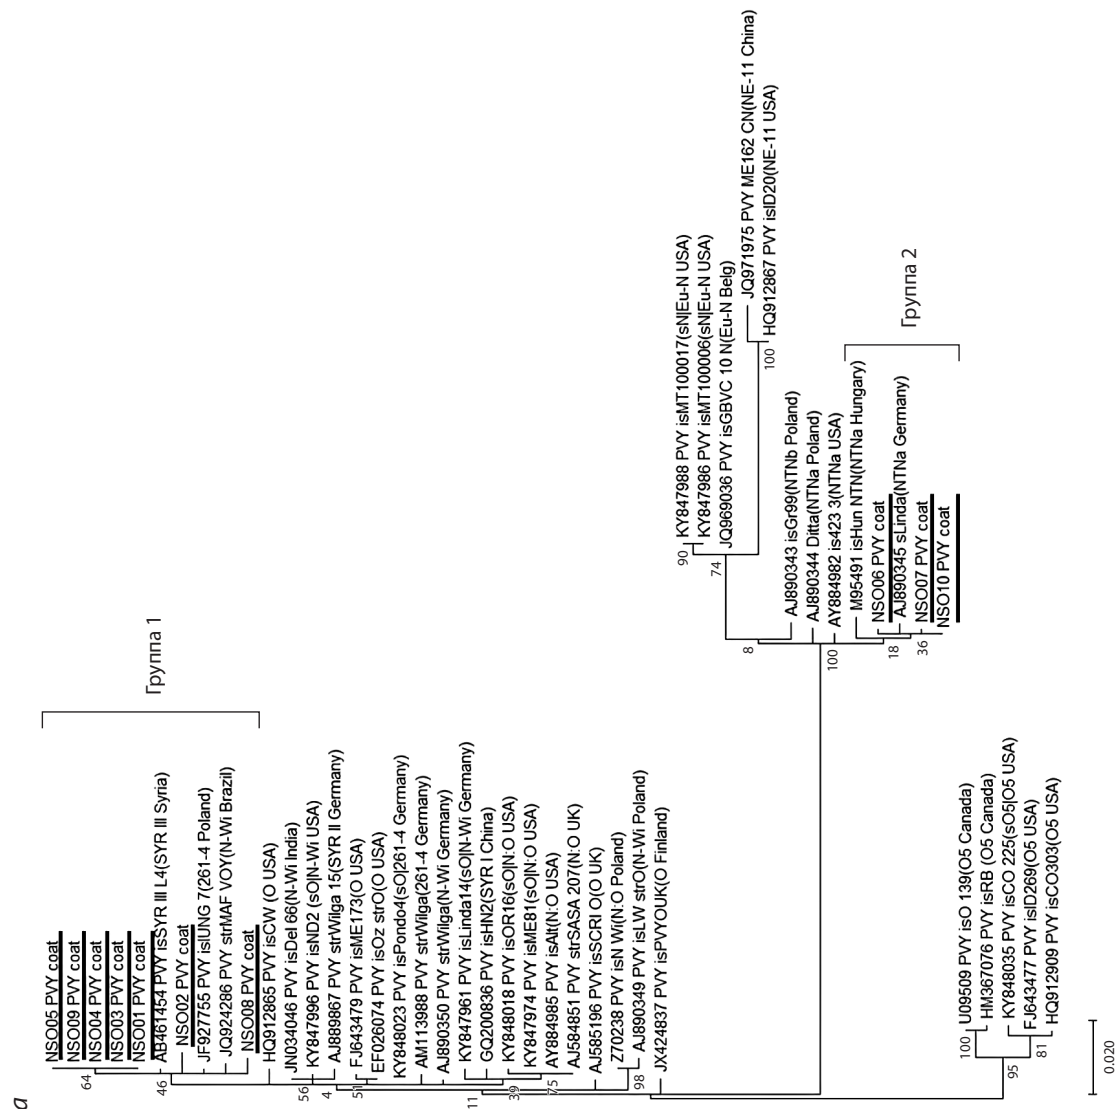 а
NSO05 PVY coat
NSO09 PVY coat
NSO04 PVY coat
NSO03 PVY coat
NSO01 PVY coat
AB461454 PVY isSYR III L4(SYR III Syria)
NSO02 PVY coat
JF927755 PVY isIUNG 7(261-4 Poland)
JQ924286 PVY strMAF VOY(N-Wi Brazil)
NSO08 PVY coat
Группа 1
HQ912865 PVY isCW (O USA)
JN034046 PVY isDel 66(N-Wi India)
KY847996 PVY isND2 (sO|N-Wi USA)
AJ889867 PVY strWilga 15(SYR II Germany)
FJ643479 PVY isME173(O USA)
EF026074 PVY isOz strO(O USA)
KY848023 PVY isPondo4(sO|261-4 Germany)
AM113988 PVY strWilga(261-4 Germany)
AJ890350 PVY strWilga(N-Wi Germany)
KY847961 PVY isLinda14(sO|N-Wi Germany)
GQ200836 PVY isHN2(SYR I China)
KY848018 PVY isOR16(sO|N:O USA)
KY847974 PVY isME81(sO|N:O USA)
AY884985 PVY isAlt(N:O USA)
AJ584851 PVY strSASA 207(N:O UK)
AJ585196 PVY isSCRI O(O UK)
Z70238 PVY isN Wi(N:O Poland)
AJ890349 PVY isLW strO(N-Wi Poland)
JX424837 PVY isPVYOUK(O Finland)
64
46
56
4
51
11
39
75
98
KY847988 PVY isMT100017(sN|Eu-N USA)
KY847986 PVY isMT100006(sN|Eu-N USA)
JQ969036 PVY isGBVC 10 N(Eu-N Belg)
JQ971975 PVY ME162 CN(NE-11 China)
HQ912867 PVY isID20(NE-11 USA)
AJ890343 isGr99(NTNb Poland)
AJ890344 Ditta(NTNa Poland)
AY884982 is423 3(NTNa USA)
M95491 isHun NTN(NTNa Hungary)
NSO06 PVY coat
AJ890345 sLinda(NTNa Germany)
NSO07 PVY coat
NSO10 PVY coat
Группа 2
90
74
100
8
100
18
36
U09509 PVY isO 139(O5 Canada)
HM367076 PVY isRB (O5 Canada)
KY848035 PVY isCO 225(sO5|O5 USA)
FJ643477 PVY isID269(O5 USA)
HQ912909 PVY isCO303(O5 USA)
100
95
81
0.020